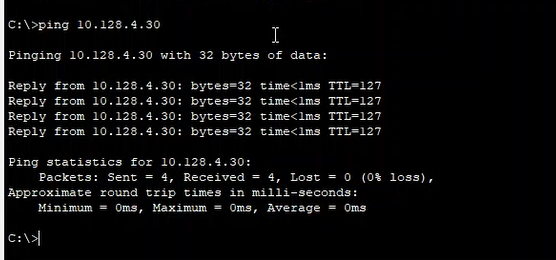 C:\>ping 10.128.4.30
Pinging 10.128.4.30 with 32 bytes of data:
Reply from 10.128.4.30: bytes=32 time<1ms TTL=127
Reply from 10.128.4.30: bytes=32 time<1ms TTL=127
Reply from 10.128.4.30: bytes=32 time<1ms TTL=127
Reply from 10.128.4.30: bytes=32 time<1ms TTL=127
Ping statistics for 10.128.4.30:
    Packets: Sent = 4, Received = 4, Lost = 0 (0% loss),
Approximate round trip times in milli-seconds:
    Minimum = 0ms, Maximum = 0ms, Average = 0ms
C:\>